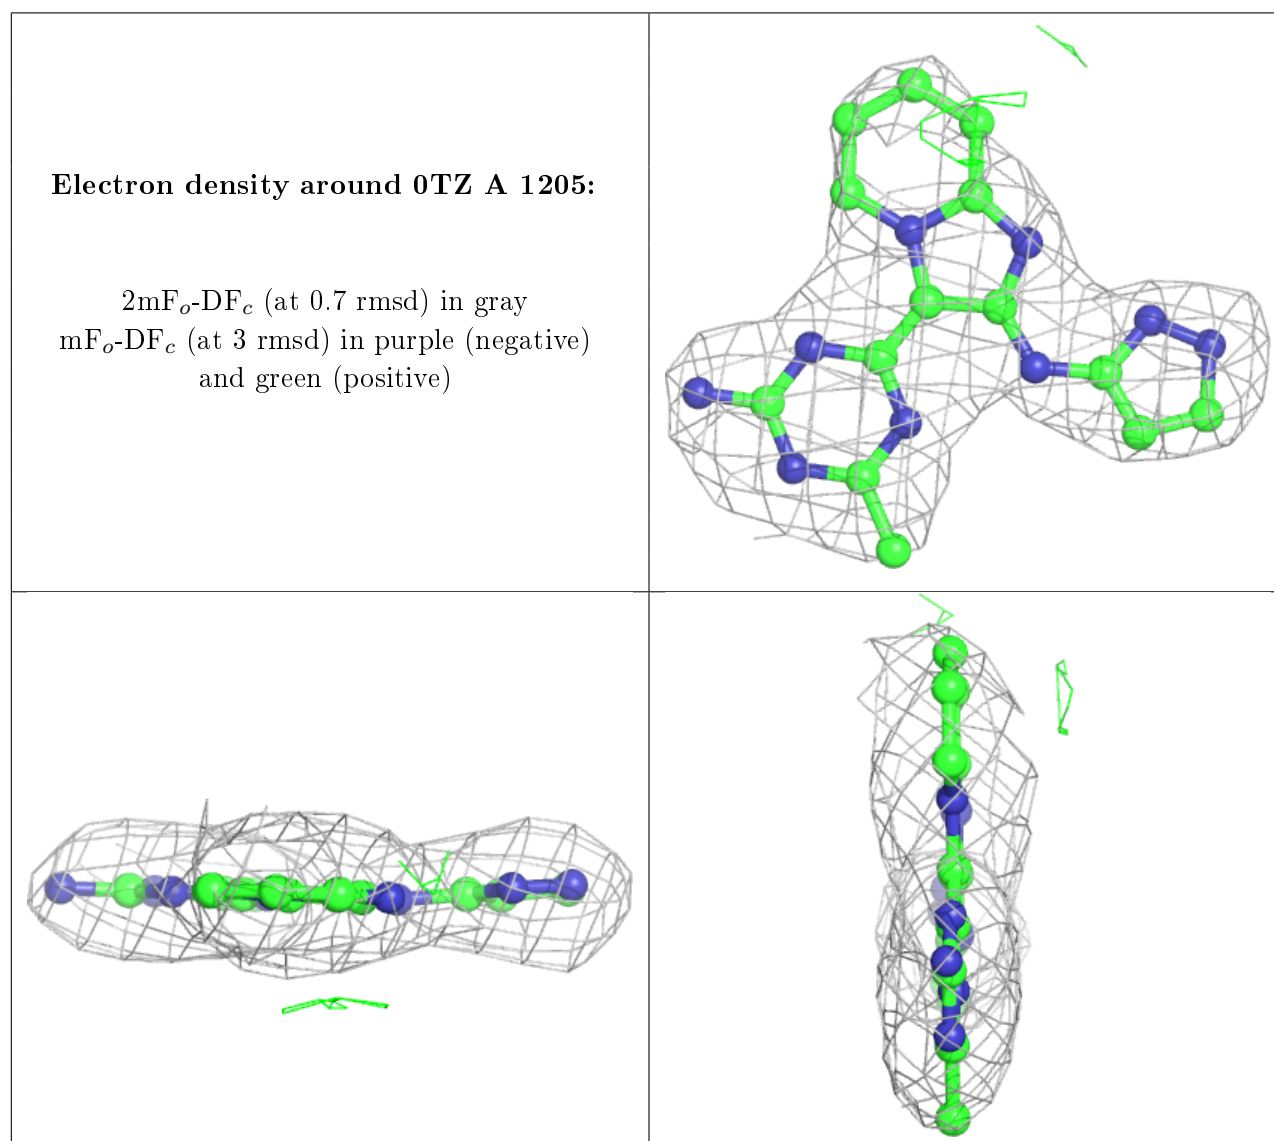 Electron density around 0TZ A 1205:
2mFₒ-DF𝒸 (at 0.7 rmsd) in gray
mFₒ-DF𝒸 (at 3 rmsd) in purple (negative)
and green (positive)